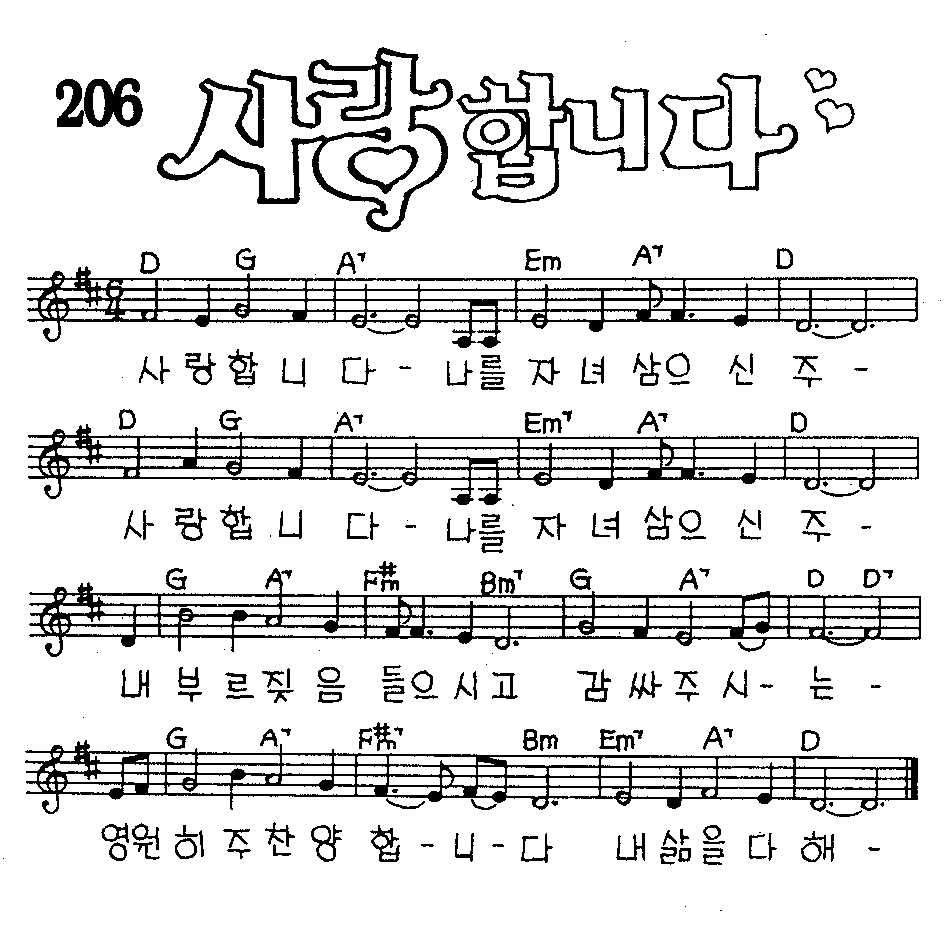 206 사랑합니다
D G A7 Em A7 D
6/4
사 랑 합 니 다 - 나를 자 녀 삼으 신 주 -
D G A7 Em7 A7 D
사 랑 합 니 다 - 나를 자 녀 삼으 신 주 -
G A7 F#m Bm7 G A7 D D7
내 부 르 짖 음 들으 시 고 감 싸 주 시 - 는 -
G A7 F#m7 Bm Em7 A7 D
영원 히 주 찬 양 합 - 니 - 다 내 삶을 다 해 -